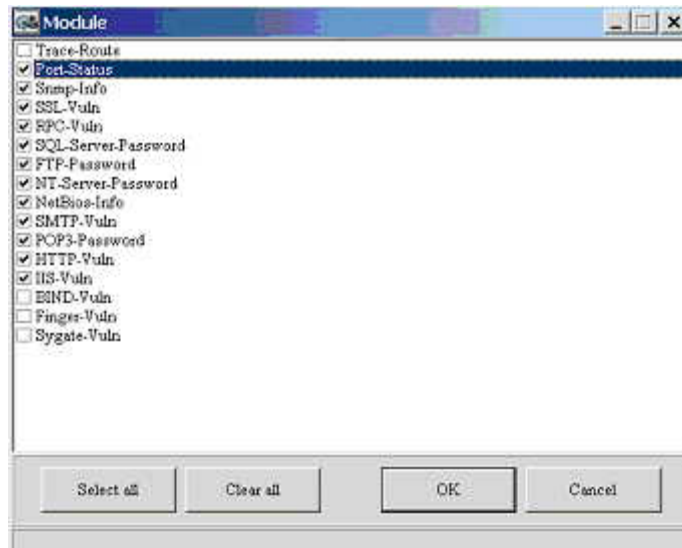 Module
Trace-Route
Port-Status
Snmp-Info
SSL-Vuln
RPC-Vuln
SQL-Server-Password
FTP-Password
NT-Server-Password
NetBios-Info
SMTP-Vuln
POP3-Password
HTTP-Vuln
IIS-Vuln
BIND-Vuln
Finger-Vuln
Sygate-Vuln
Select all Clear all OK Cancel